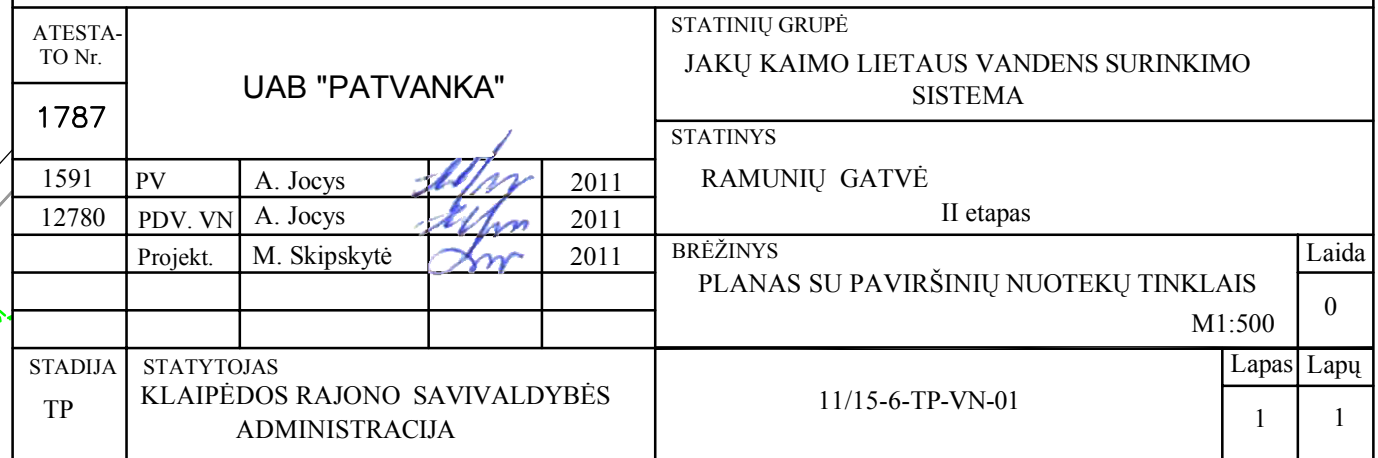 ATESTA-
TO Nr.
1787
UAB "PATVANKA"
1591 PV A. Jocys 2011
12780 PDV. VN A. Jocys 2011
Projekt. M. Skipskytė 2011
STATINIŲ GRUPĖ
JAKŲ KAIMO LIETAUS VANDENS SURINKIMO
SISTEMA
STATINYS
RAMUNIŲ GATVĖ
II etapas
BRĖŽINYS
PLANAS SU PAVIRŠINIŲ NUOTEKŲ TINKLAIS
M1:500
Laida
0
STADIJA
TP
STATYTOJAS
KLAIPĖDOS RAJONO SAVIVALDYBĖS
ADMINISTRACIJA
11/15-6-TP-VN-01
Lapas Lapų
1 1